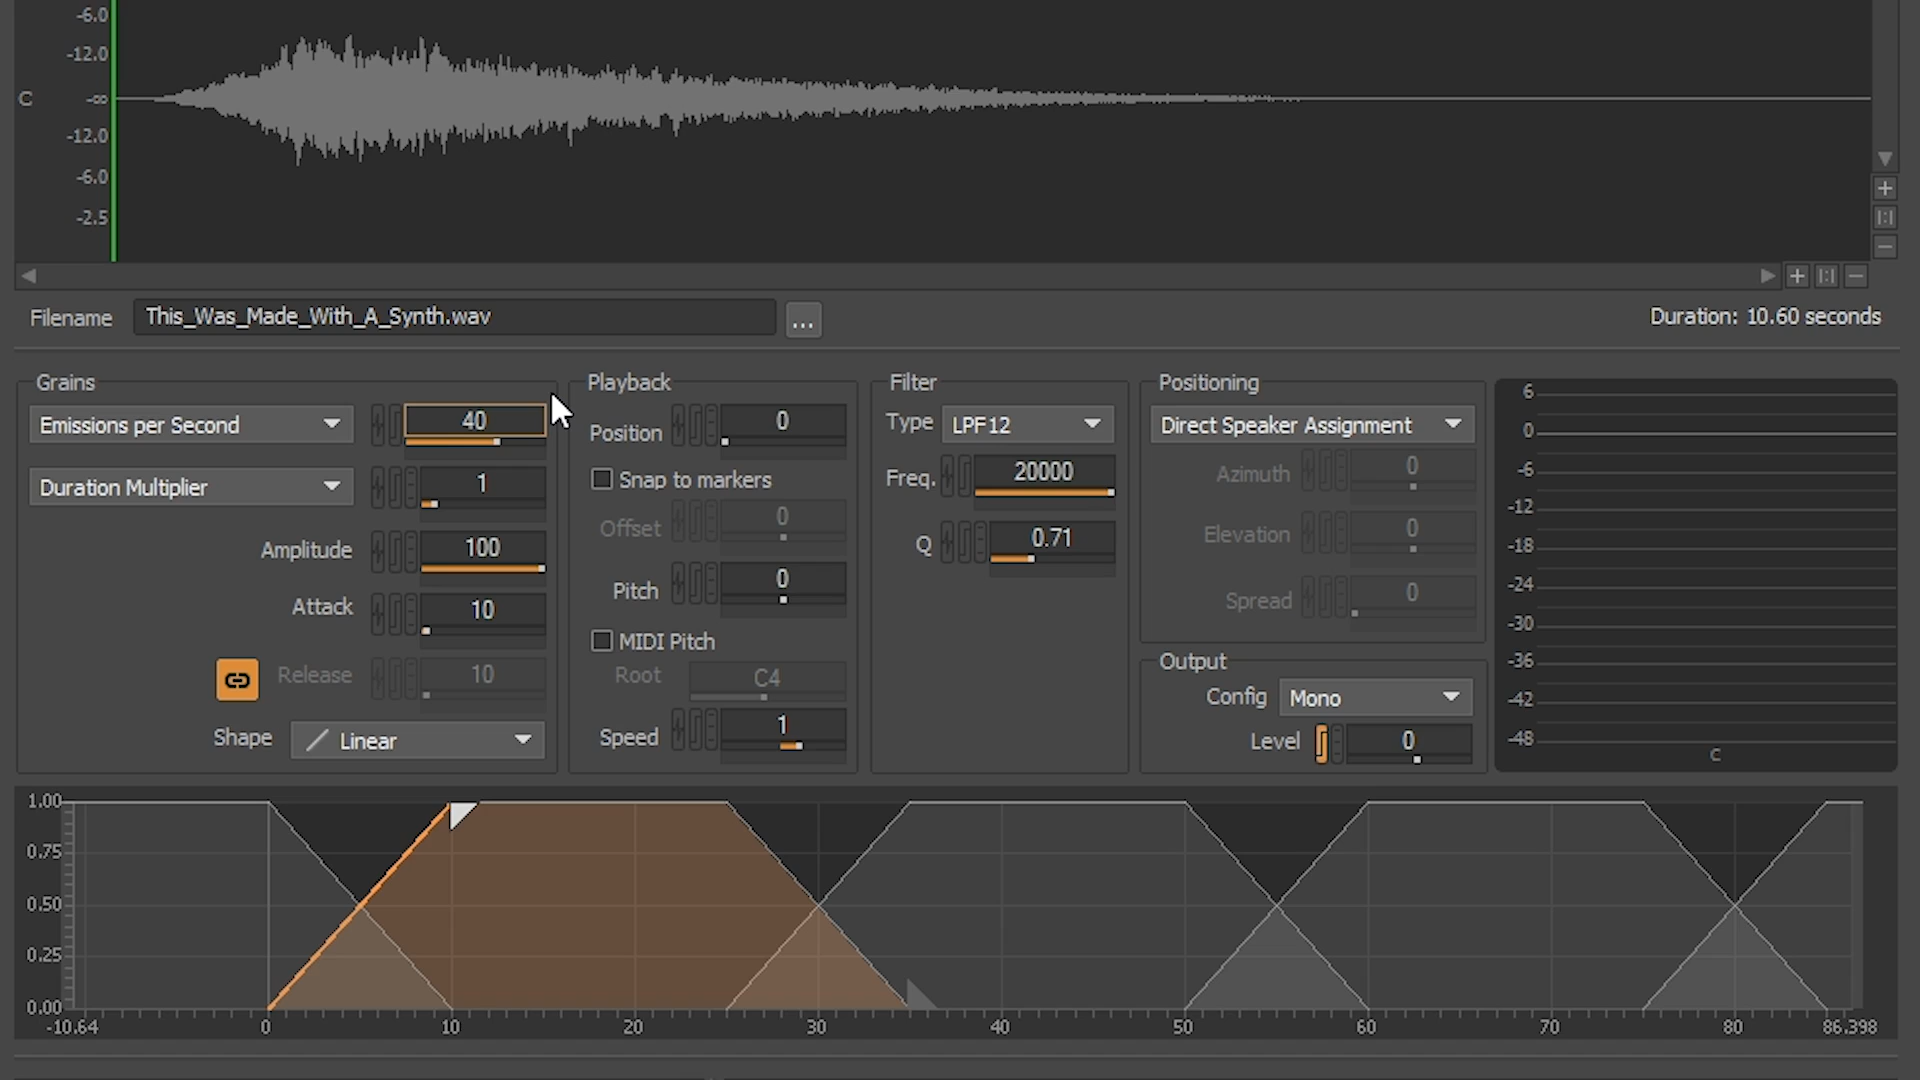 -6.0
-12.0
C -∞
-12.0
-6.0
-2.5
Filename This_Was_Made_With_A_Synth.wav ... Duration: 10.60 seconds
Grains
Emissions per Second 40
Duration Multiplier 1
Amplitude 100
Attack 10
Release 10
Shape Linear
Playback
Position 0
Snap to markers
Offset 0
Pitch 0
MIDI Pitch
Root C4
Speed 1
Filter
Type LPF12
Freq. 20000
Q 0.71
Positioning
Direct Speaker Assignment
Azimuth 0
Elevation 0
Spread 0
Output
Config Mono
Level 0
6
0
-6
-12
-18
-24
-30
-36
-42
-48
C
1.00
0.75
0.50
0.25
0.00
-10.64 0 10 20 30 40 50 60 70 80 86.398